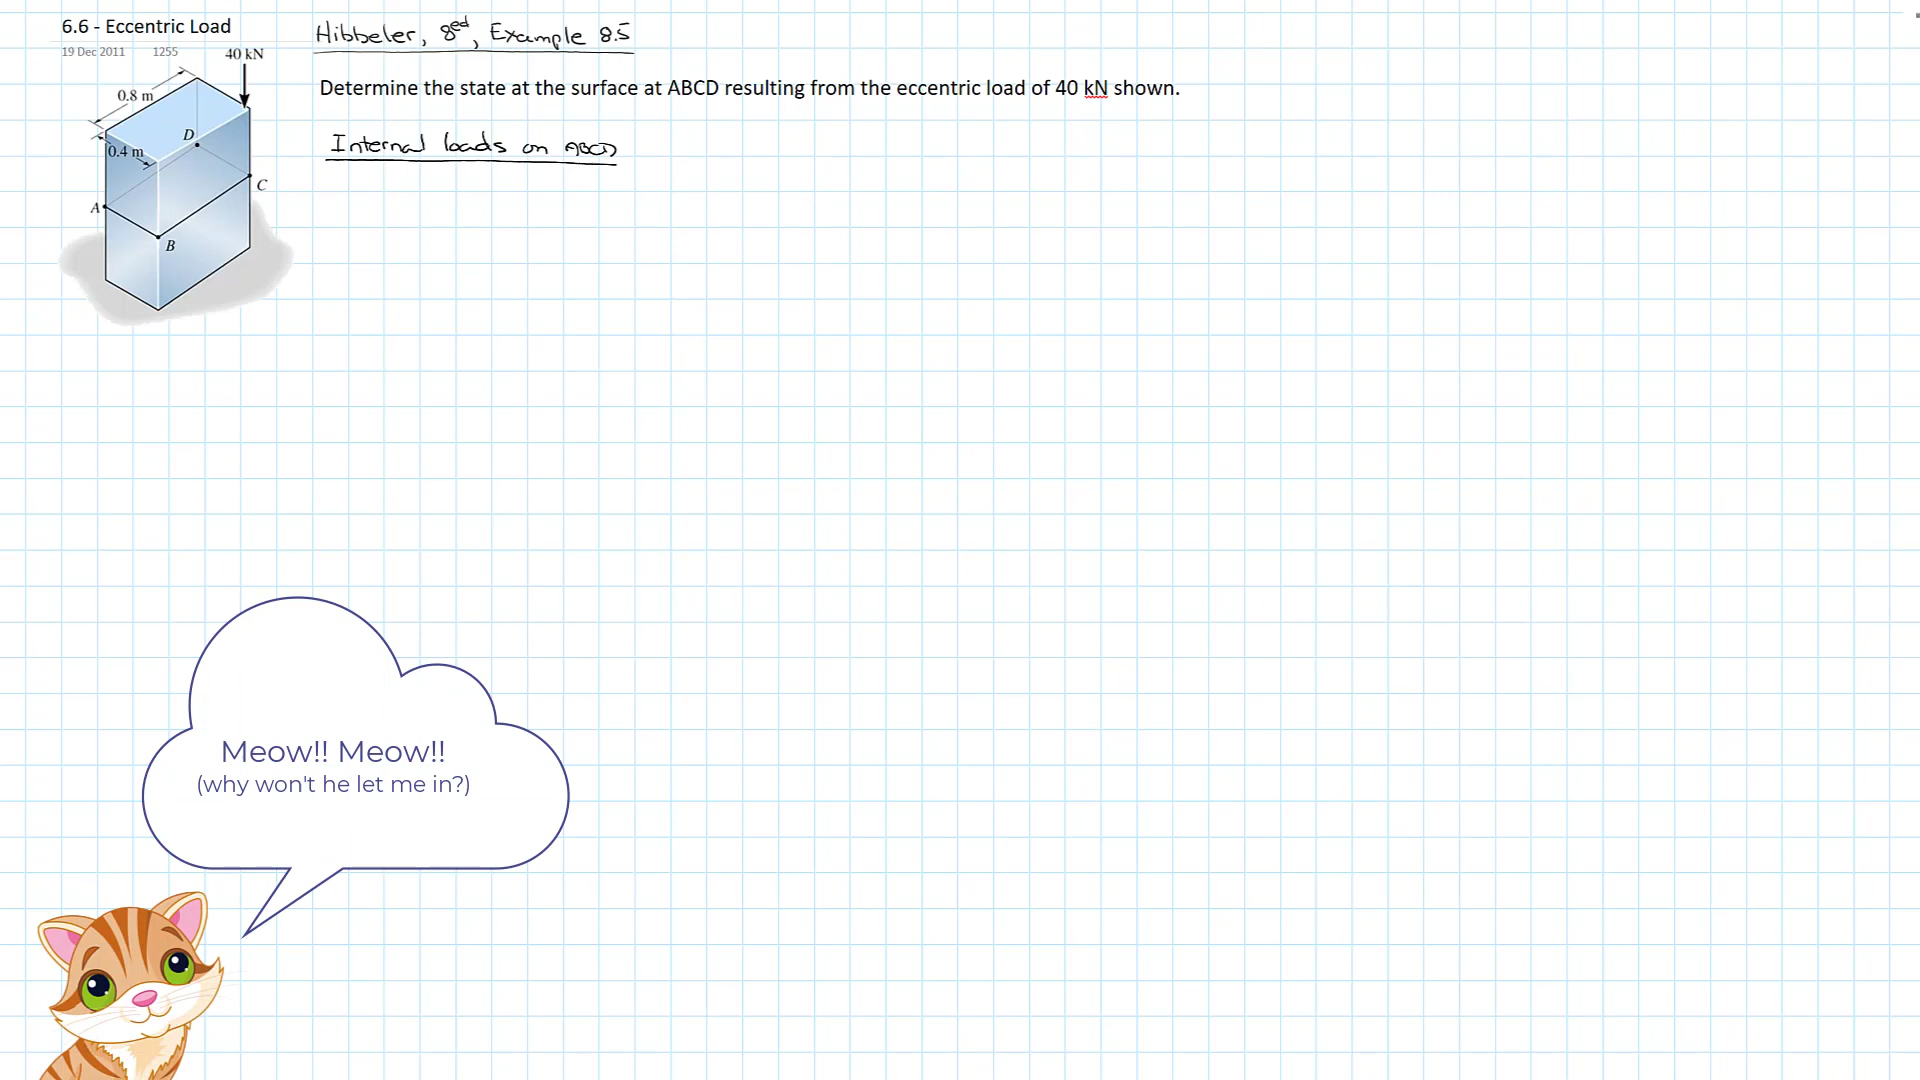 6.6 - Eccentric Load
19 Dec 2011 1255
Hibbeler, 8ed, Example 8.5
40 kN
Determine the state at the surface at ABCD resulting from the eccentric load of 40 kN shown.
0.8 m
D
0.4 m
Internal loads on ABCD
C
A
B
Meow!! Meow!!
(why won't he let me in?)